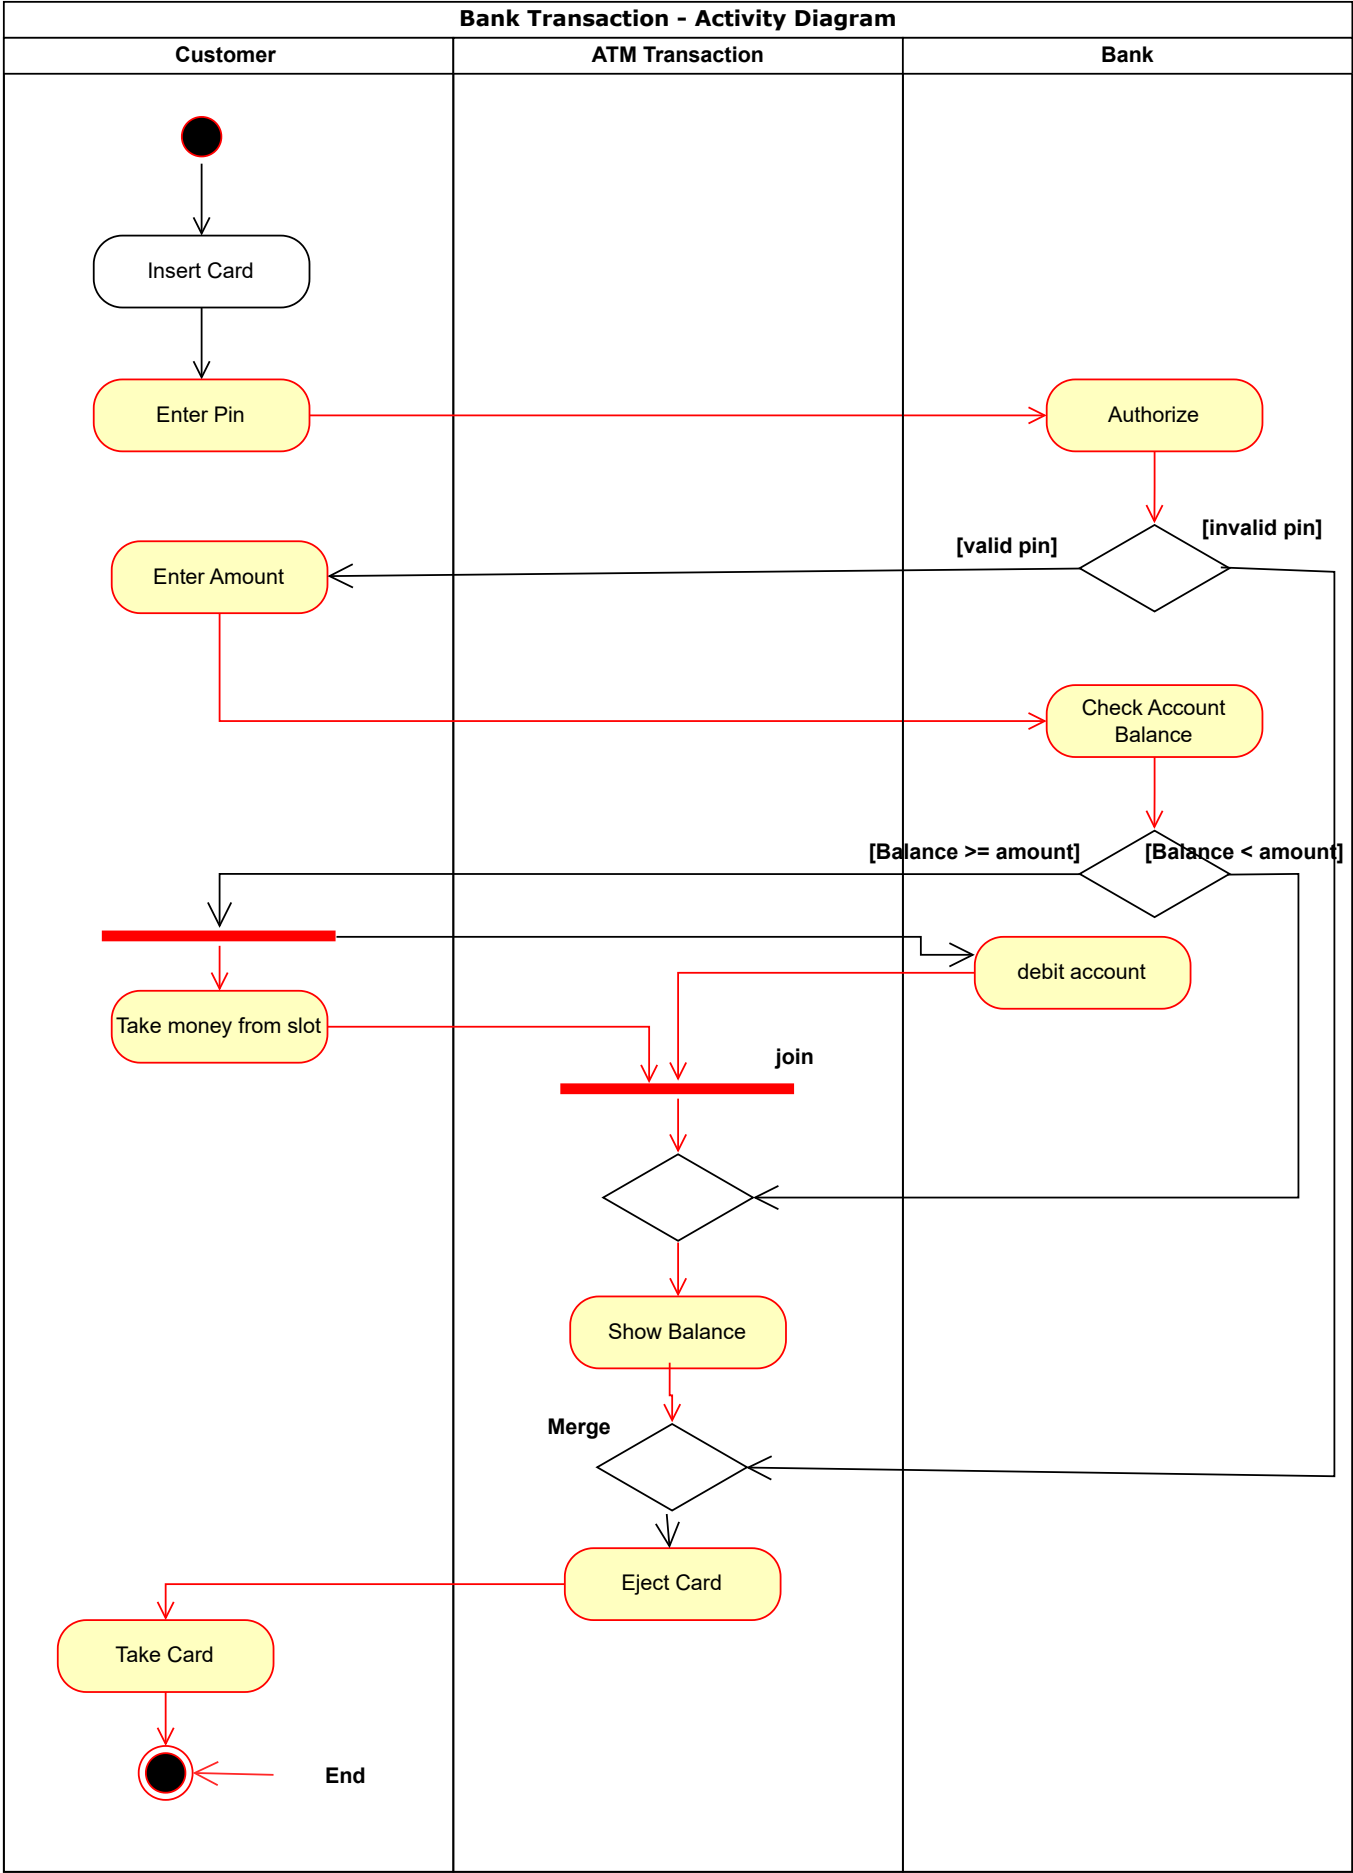 Bank Transaction - Activity Diagram
Customer
ATM Transaction
Bank
Insert Card
Enter Pin
Authorize
[invalid pin]
[valid pin]
Enter Amount
Check Account
Balance
[Balance >= amount]
[Balance < amount]
debit account
Take money from slot
join
Show Balance
Merge
Eject Card
Take Card
End